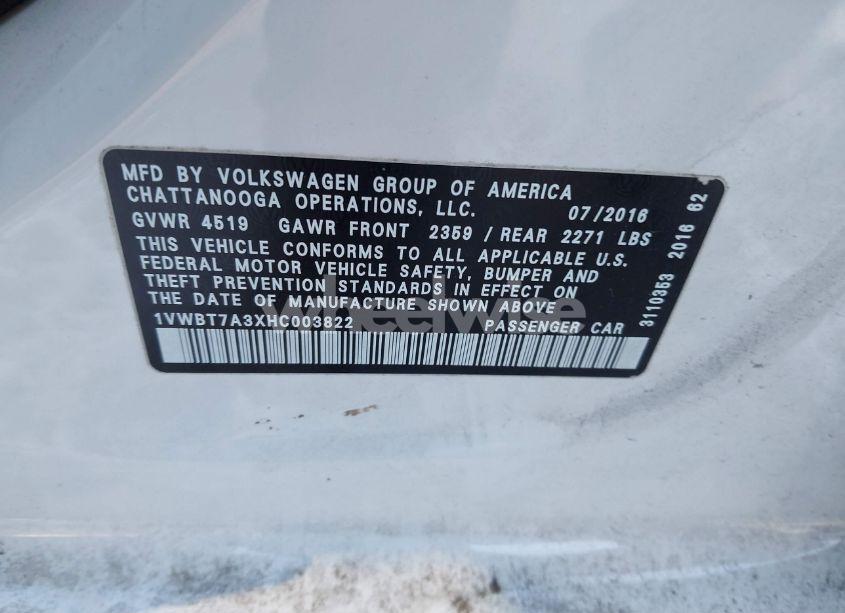 MFD BY VOLKSWAGEN GROUP OF AMERICA
CHATTANOOGA OPERATIONS, LLC. 07/2016
GVWR 4519 GAWR FRONT 2359 / REAR 2271 LBS
THIS VEHICLE CONFORMS TO ALL APPLICABLE U.S.
FEDERAL MOTOR VEHICLE SAFETY, BUMPER AND
THEFT PREVENTION STANDARDS IN EFFECT ON
THE DATE OF MANUFACTURE SHOWN ABOVE
1VWBT7A3XHC003822 PASSENGER CAR
3110353 2016 62
wheelwise